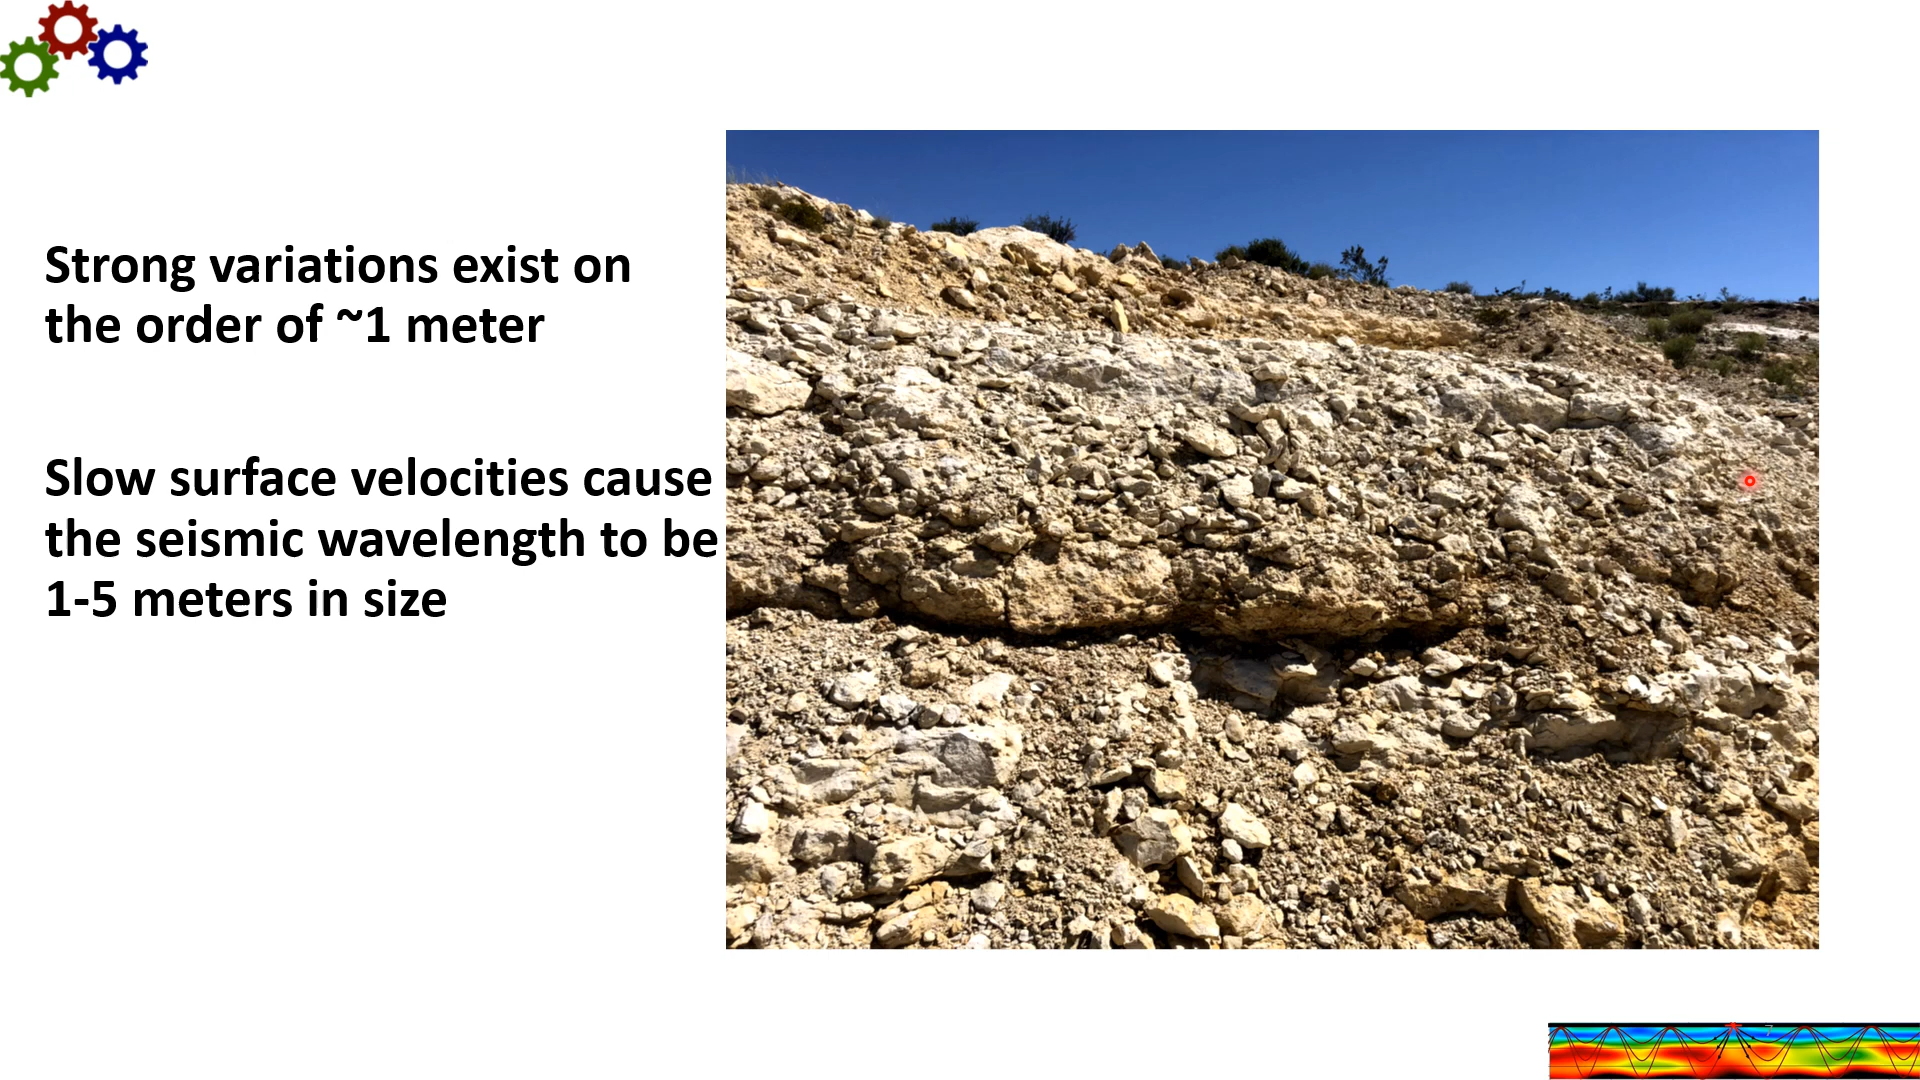 Strong variations exist on
the order of ~1 meter
Slow surface velocities cause
the seismic wavelength to be
1-5 meters in size
7